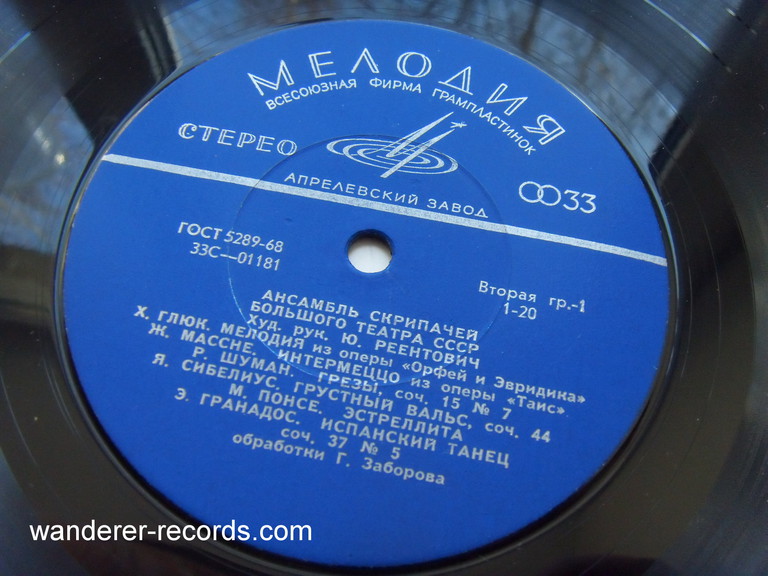 МЕЛОДИЯ
ВСЕСОЮЗНАЯ ФИРМА ГРАМПЛАСТИНОК
СТЕРЕО
АПРЕЛЕВСКИЙ ЗАВОД
33
ГОСТ 5289-68
33С—01181
Вторая гр.-1
1-20
АНСАМБЛЬ СКРИПАЧЕЙ
БОЛЬШОГО ТЕАТРА СССР
Худ. рук. Ю. РЕЕНТОВИЧ
Х. ГЛЮК. МЕЛОДИЯ из оперы «Орфей и Эвридика»
Ж. МАССНЕ. ИНТЕРМЕЦЦО из оперы «Таис»
Р. ШУМАН. ГРЕЗЫ, соч. 15 № 7
Я. СИБЕЛИУС. ГРУСТНЫЙ ВАЛЬС, соч. 44
М. ПОНСЕ. ЭСТРЕЛЛИТА
Э. ГРАНАДОС. ИСПАНСКИЙ ТАНЕЦ
соч. 37 № 5
обработки Г. Заборова
wanderer-records.com